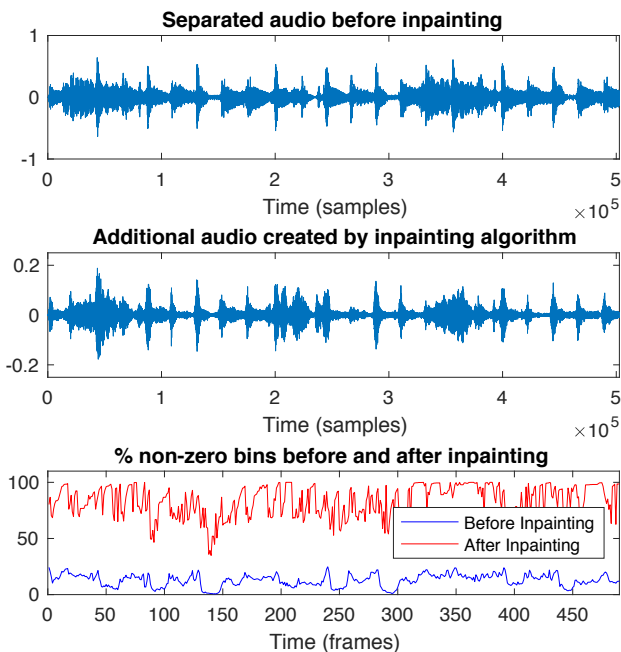 Separated audio before inpainting
1
0
-1
0 1 2 3 4 5
×10^5
Time (samples)
Additional audio created by inpainting algorithm
0.2
0
-0.2
0 1 2 3 4 5
×10^5
Time (samples)
% non-zero bins before and after inpainting
100
50
0
Before Inpainting
After Inpainting
0 50 100 150 200 250 300 350 400 450
Time (frames)